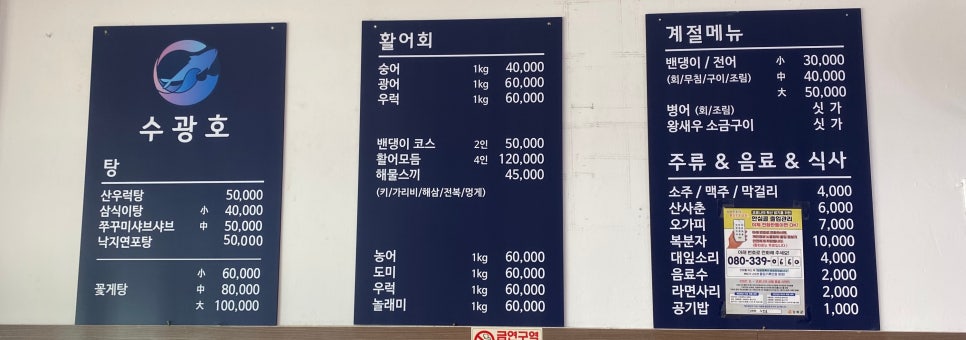 수광호
탕
산우럭탕 50,000
삼식이탕 小 40,000
쭈꾸미샤브샤브 中 50,000
낙지연포탕 50,000
小 60,000
꽃게탕 中 80,000
大 100,000
활어회
숭어 1kg 40,000
광어 1kg 60,000
우럭 1kg 60,000
밴댕이 코스 2인 50,000
활어모듬 4인 120,000
해물스끼 45,000
(키/가리비/해삼/전복/멍게)
농어 1kg 60,000
도미 1kg 60,000
우럭 1kg 60,000
놀래미 1kg 60,000
계절메뉴
밴댕이 / 전어 小 30,000
(회/무침/구이/조림) 中 40,000
大 50,000
병어 (회/조림) 싯가
왕새우 소금구이 싯가
주류 & 음료 & 식사
소주 / 맥주 / 막걸리 4,000
산사춘 6,000
오가피 7,000
복분자 10,000
대잎소리 4,000
음료수 2,000
라면사리 2,000
공기밥 1,000
안심콜 출입관리
080-339-0660
금연구역